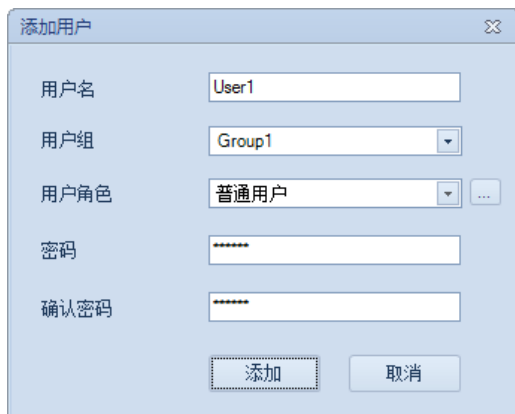 添加用户
用户名 User1
用户组 Group1
用户角色 普通用户 ...
密码 ******
确认密码 ******
添加 取消